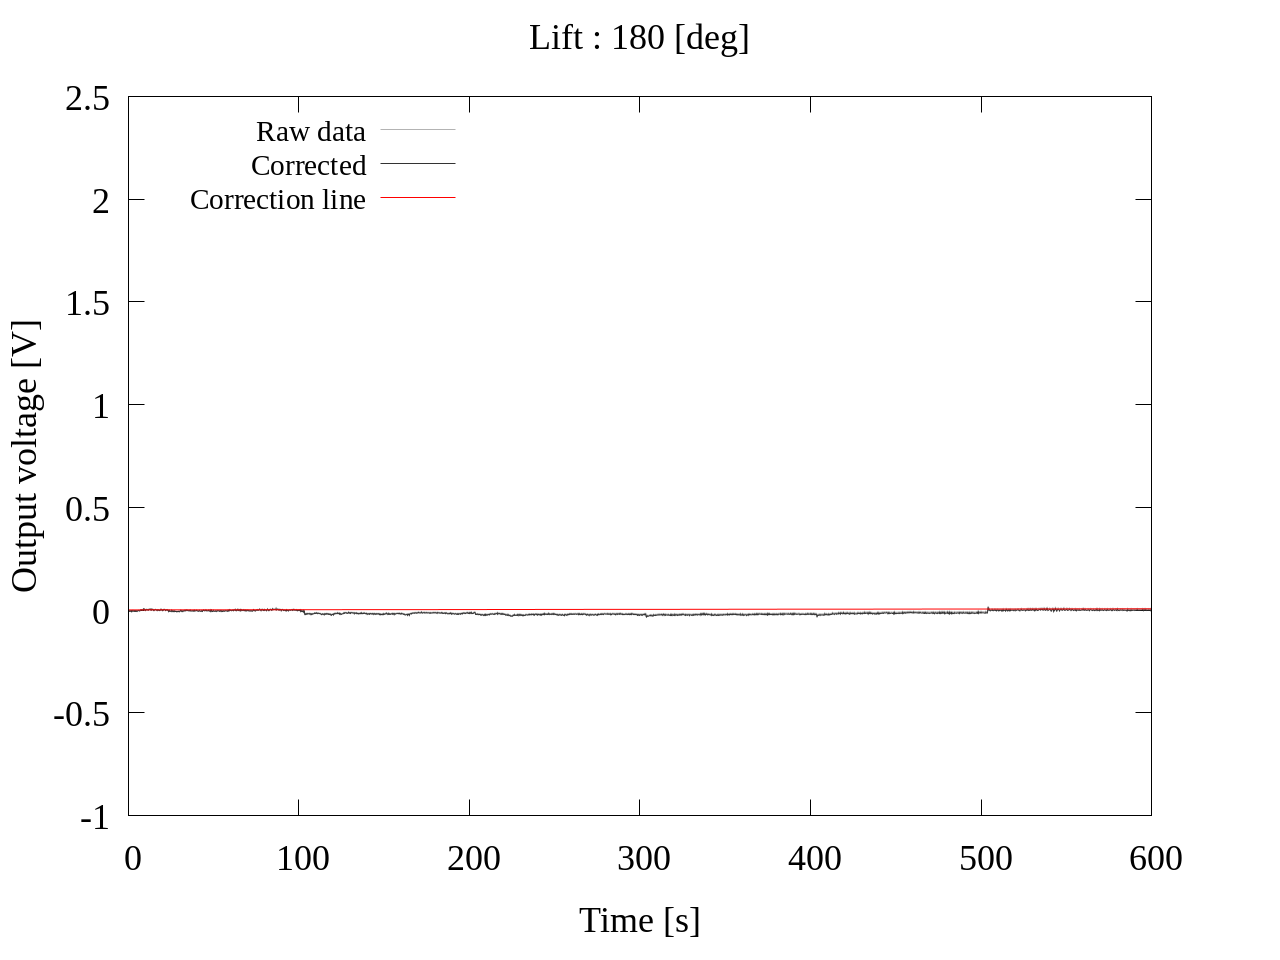 Lift : 180 [deg]
2.5
2
1.5
1
0.5
0
-0.5
-1
Raw data
Corrected
Correction line
Output voltage [V]
0 100 200 300 400 500 600
Time [s]